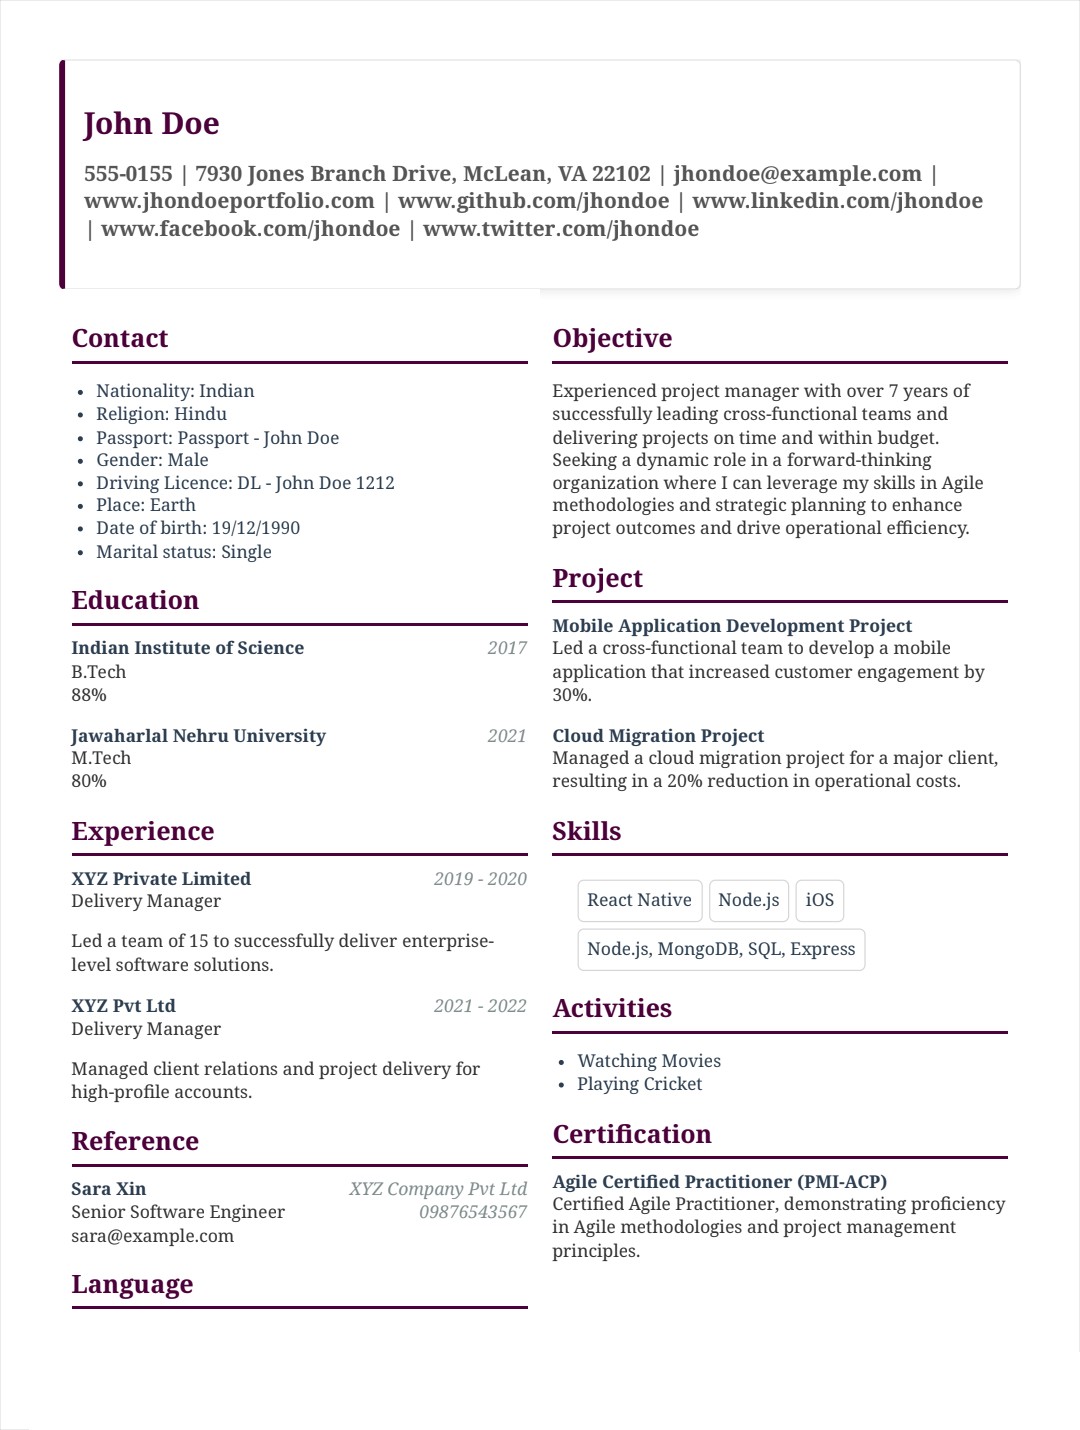 John Doe
555-0155 | 7930 Jones Branch Drive, McLean, VA 22102 | jhondoe@example.com |
www.jhondoeportfolio.com | www.github.com/jhondoe | www.linkedin.com/jhondoe
| www.facebook.com/jhondoe | www.twitter.com/jhondoe
Contact
• Nationality: Indian
• Religion: Hindu
• Passport: Passport - John Doe
• Gender: Male
• Driving Licence: DL - John Doe 1212
• Place: Earth
• Date of birth: 19/12/1990
• Marital status: Single
Education
Indian Institute of Science 2017
B.Tech
88%
Jawaharlal Nehru University 2021
M.Tech
80%
Experience
XYZ Private Limited 2019 - 2020
Delivery Manager
Led a team of 15 to successfully deliver enterprise-
level software solutions.
XYZ Pvt Ltd 2021 - 2022
Delivery Manager
Managed client relations and project delivery for
high-profile accounts.
Reference
Sara Xin XYZ Company Pvt Ltd
Senior Software Engineer 09876543567
sara@example.com
Language
Objective
Experienced project manager with over 7 years of
successfully leading cross-functional teams and
delivering projects on time and within budget.
Seeking a dynamic role in a forward-thinking
organization where I can leverage my skills in Agile
methodologies and strategic planning to enhance
project outcomes and drive operational efficiency.
Project
Mobile Application Development Project
Led a cross-functional team to develop a mobile
application that increased customer engagement by
30%.
Cloud Migration Project
Managed a cloud migration project for a major client,
resulting in a 20% reduction in operational costs.
Skills
React Native Node.js iOS
Node.js, MongoDB, SQL, Express
Activities
• Watching Movies
• Playing Cricket
Certification
Agile Certified Practitioner (PMI-ACP)
Certified Agile Practitioner, demonstrating proficiency
in Agile methodologies and project management
principles.